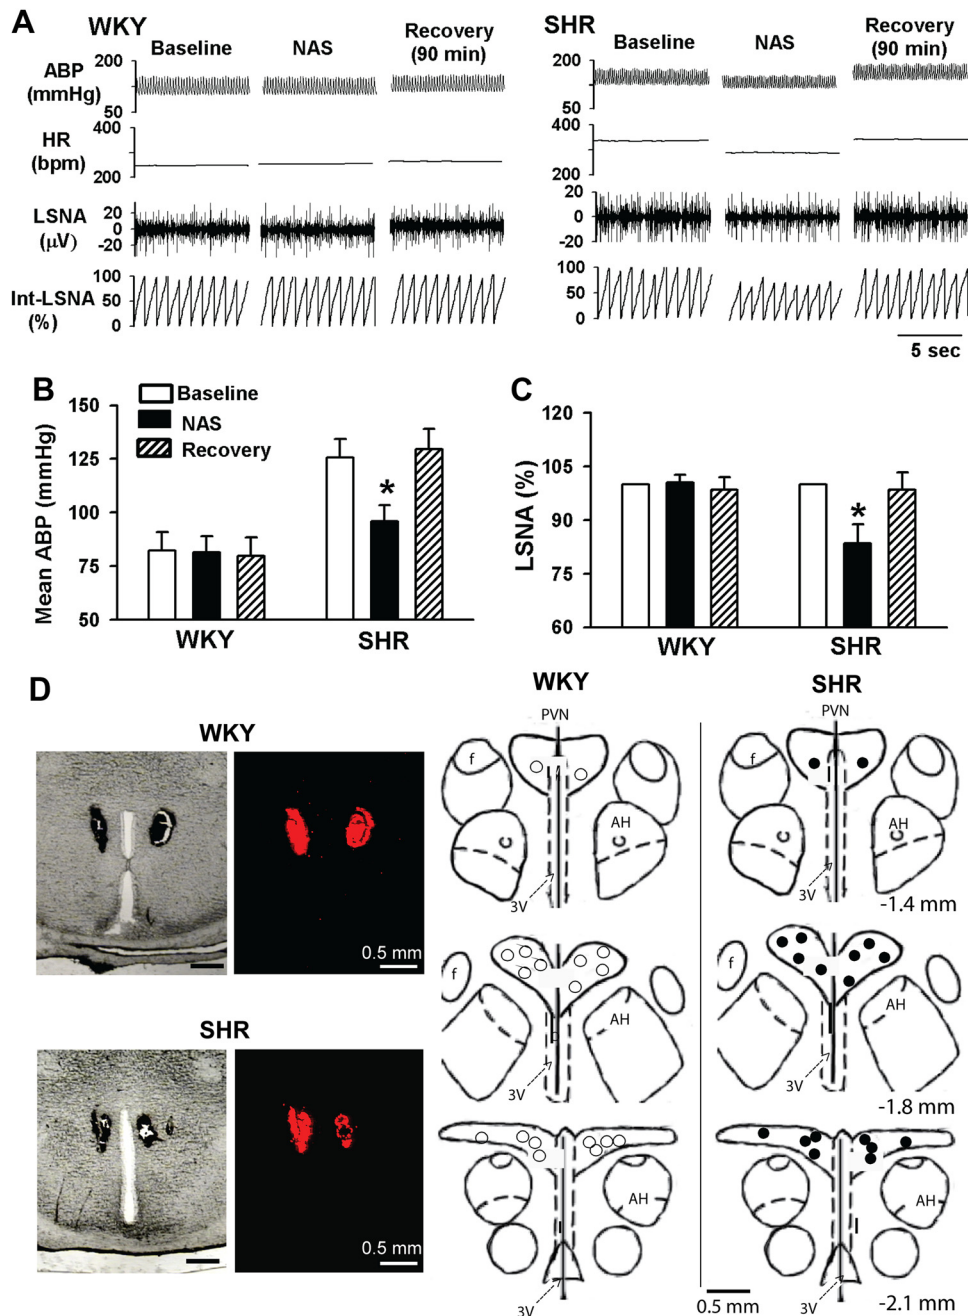 A
WKY
Baseline
NAS
Recovery
(90 min)
ABP
(mmHg)
200
50
HR
(bpm)
400
200
LSNA
(μV)
20
0
-20
Int-LSNA
(%)
100
50
0
SHR
Baseline
NAS
Recovery
(90 min)
200
100
50
400
200
20
0
-20
100
50
0
5 sec
B
Baseline
NAS
Recovery
Mean ABP (mmHg)
150
125
100
75
50
*
WKY
SHR
C
LSNA (%)
120
105
90
75
60
*
WKY
SHR
D
WKY
0.5 mm
SHR
0.5 mm
WKY
PVN
f
AH
C
C
3V
f
AH
3V
AH
3V
SHR
PVN
f
AH
C
C
3V
-1.4 mm
f
AH
3V
-1.8 mm
AH
3V
0.5 mm
-2.1 mm